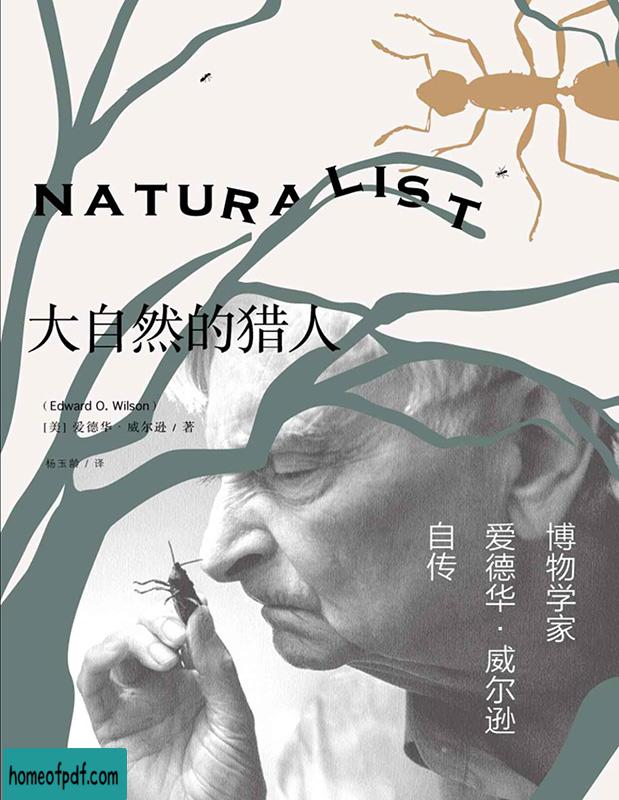 NATURALIST
大自然的猎人
（Edward O. Wilson）
［美］爱德华·威尔逊 / 著
杨玉龄 / 译
博物学家
爱德华·威尔逊
自传
homeofpdf.com